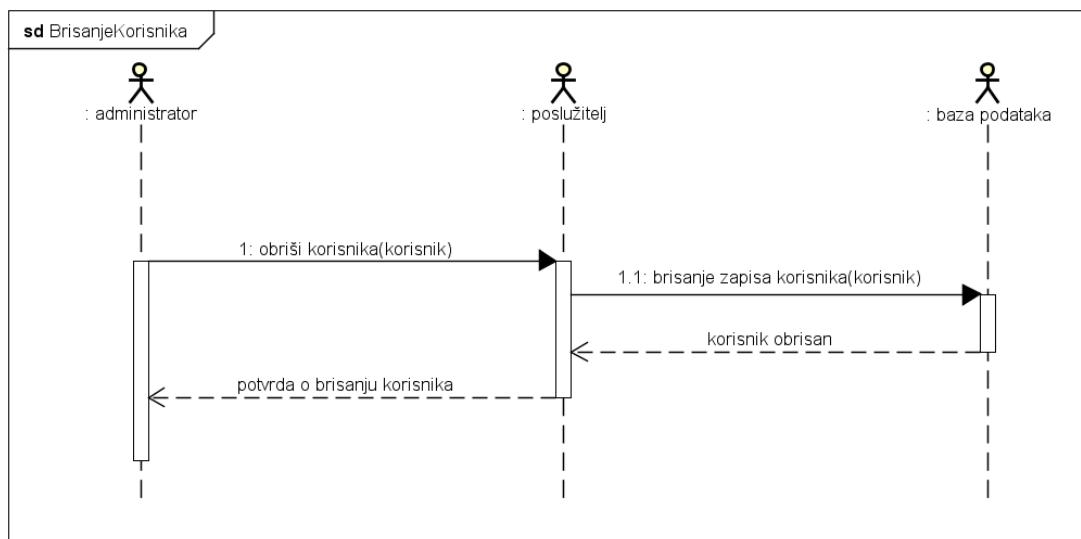 sd BrisanjeKorisnika
: administrator
: poslužitelj
: baza podataka
1: obriši korisnika(korisnik)
1.1: brisanje zapisa korisnika(korisnik)
korisnik obrisan
potvrda o brisanju korisnika